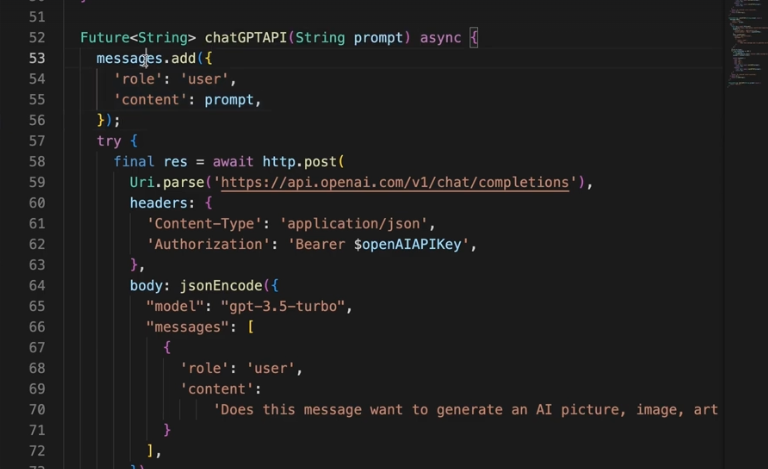 51
52 Future<String> chatGPTAPI(String prompt) async {
53 messages.add({
54 'role': 'user',
55 'content': prompt,
56 });
57 try {
58 final res = await http.post(
59 Uri.parse('https://api.openai.com/v1/chat/completions'),
60 headers: {
61 'Content-Type': 'application/json',
62 'Authorization': 'Bearer $openAIAPIKey',
63 },
64 body: jsonEncode({
65 "model": "gpt-3.5-turbo",
66 "messages": [
67 {
68 'role': 'user',
69 'content':
70 'Does this message want to generate an AI picture, image, art
71 }
72 ],